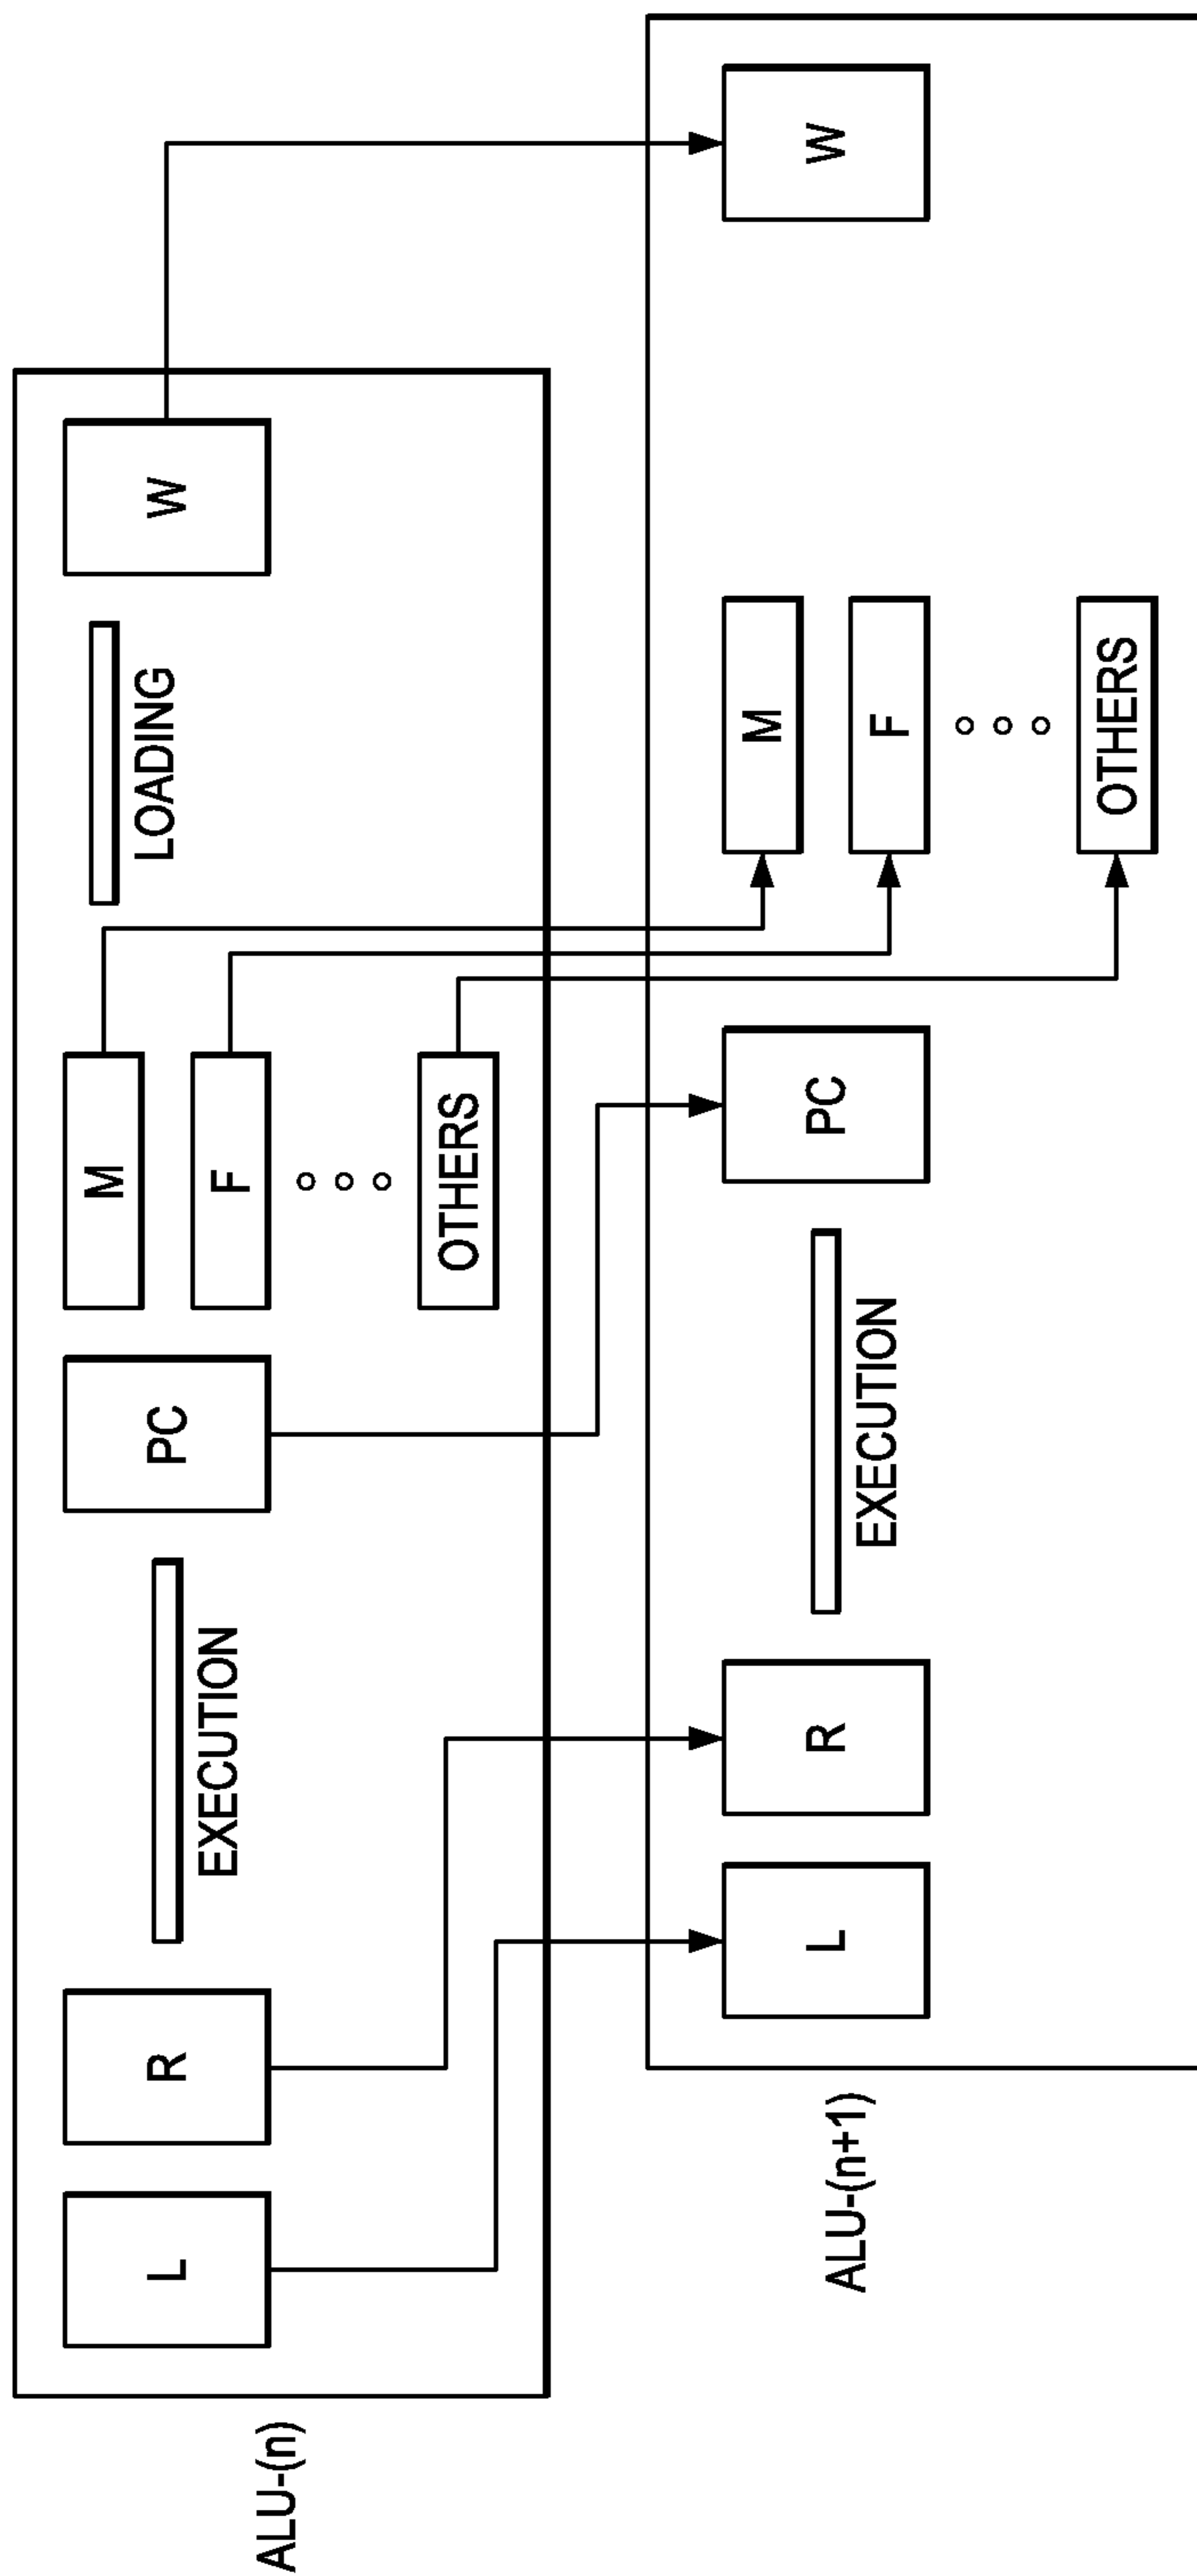 ALU-(n)
L
R
EXECUTION
PC
M
F
OTHERS
LOADING
W
ALU-(n+1)
L
R
EXECUTION
PC
M
F
OTHERS
W